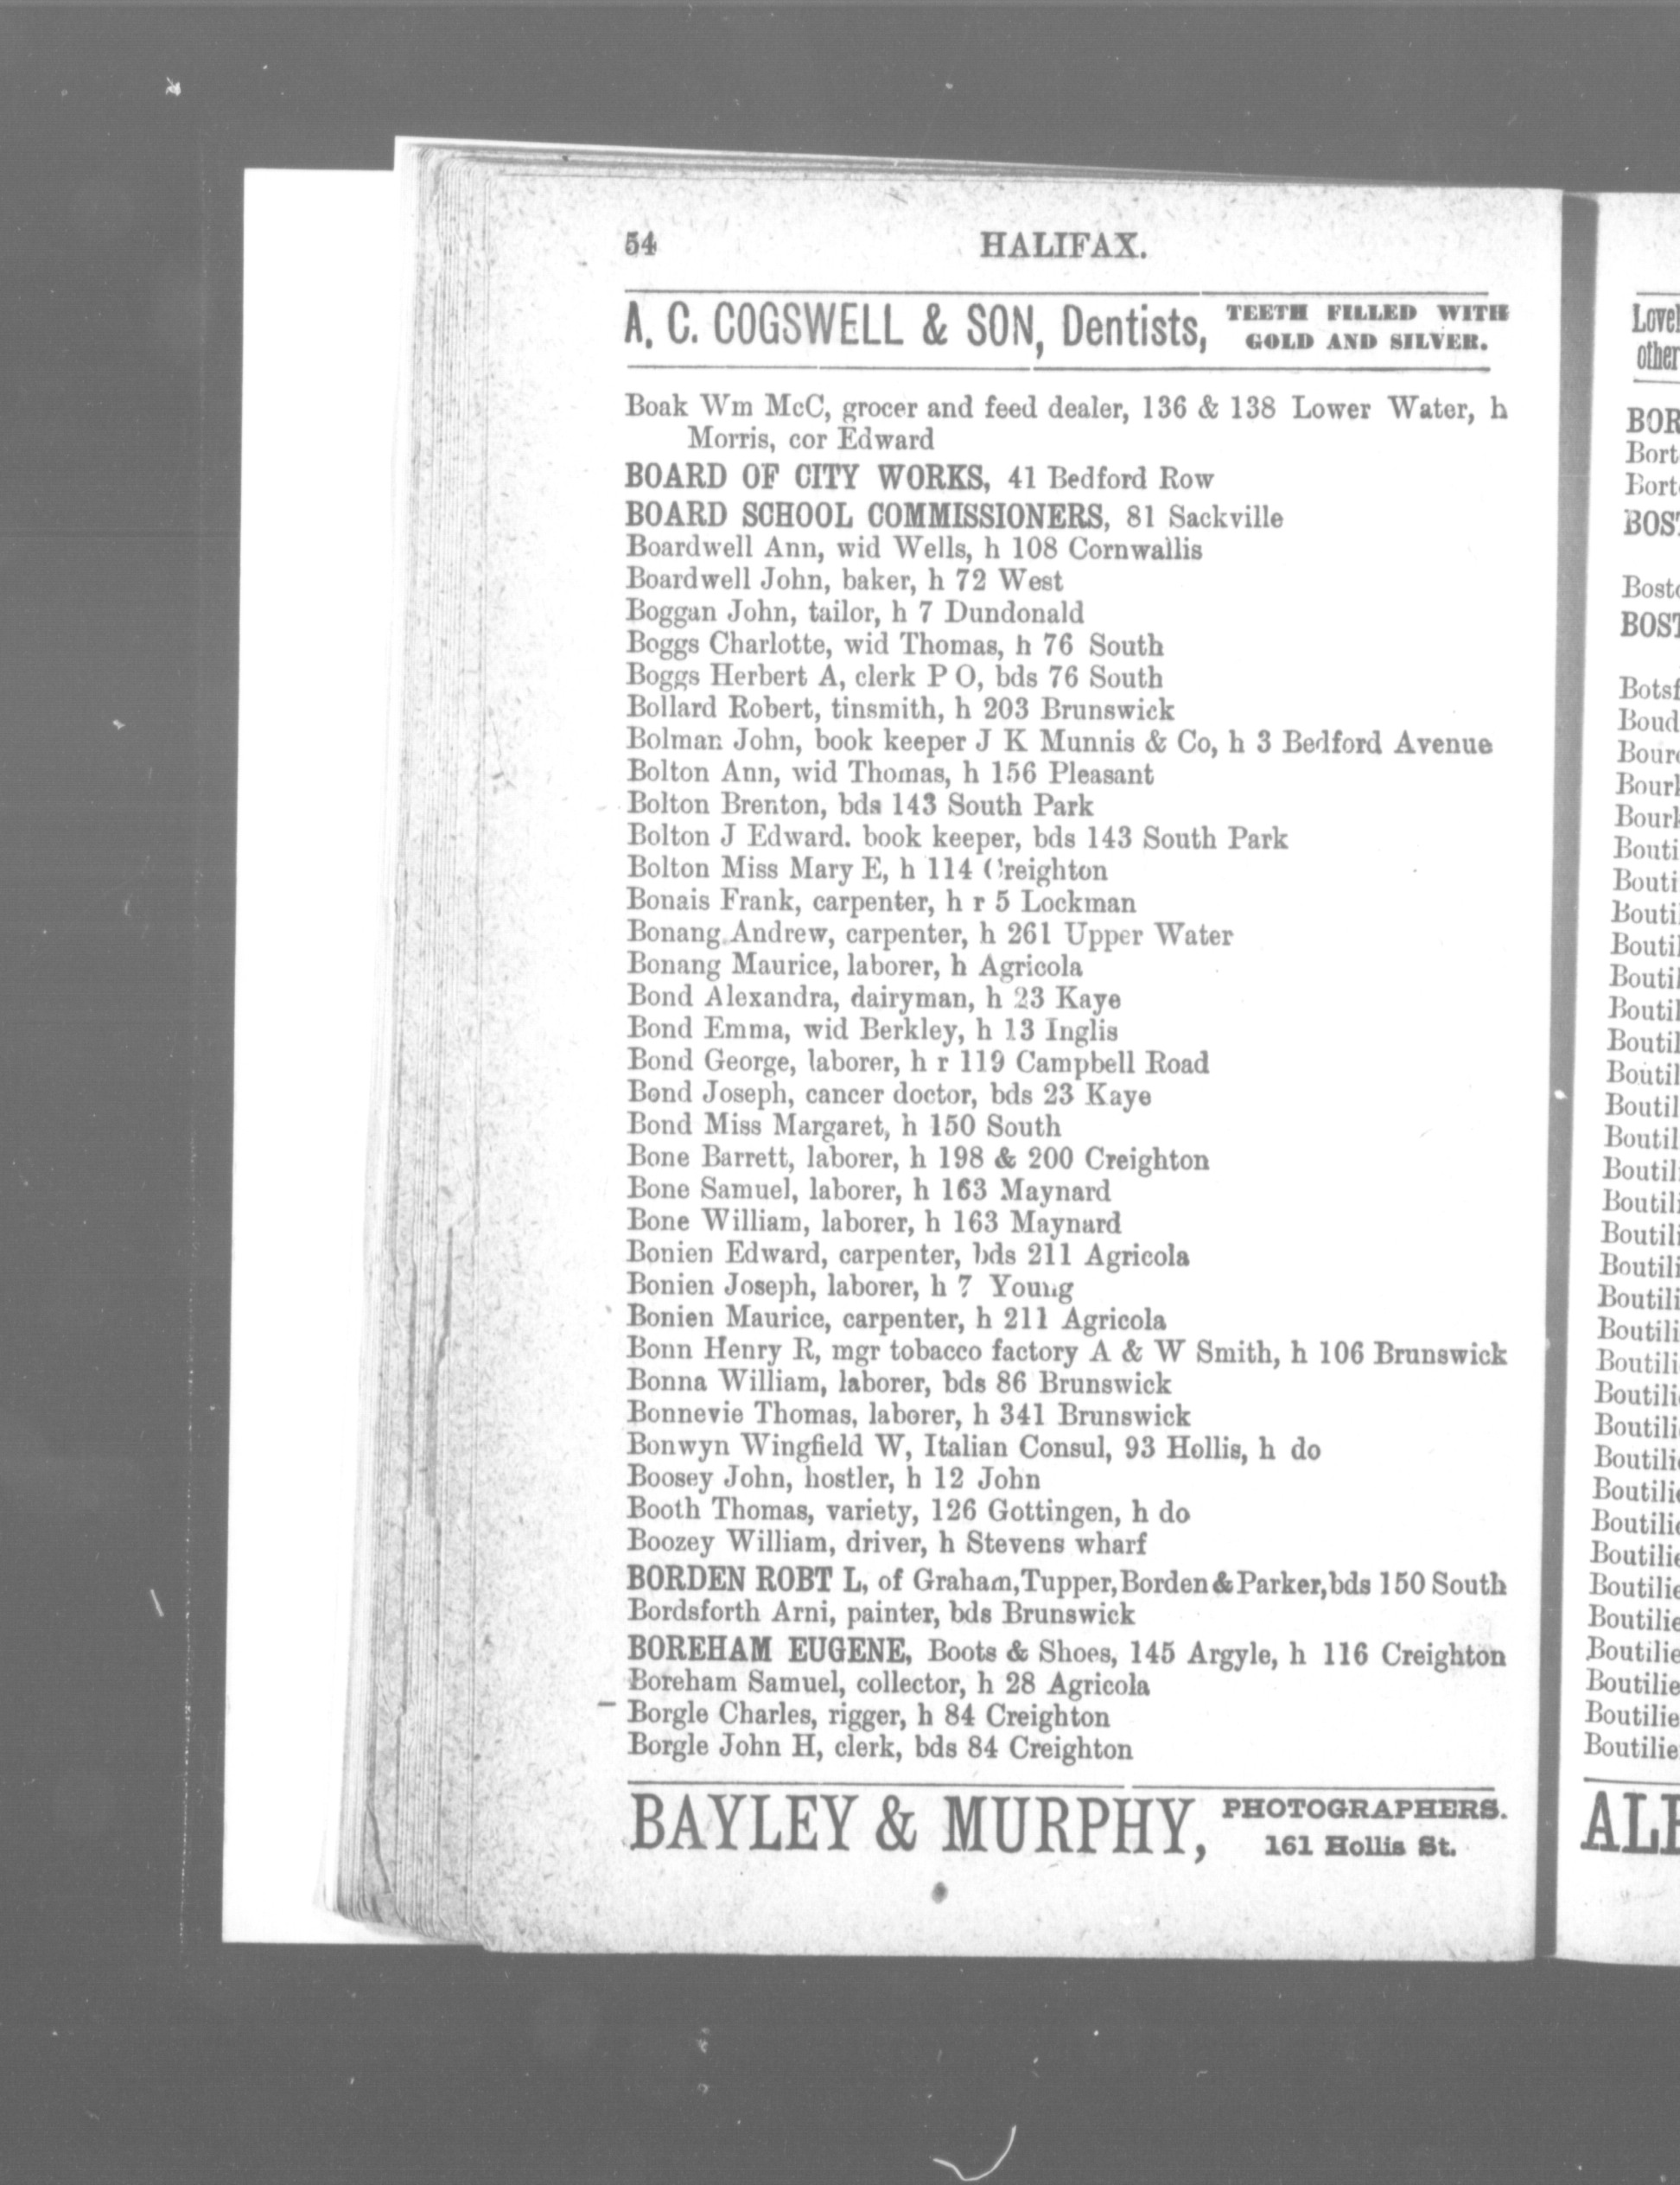 54 HALIFAX.
A. C. COGSWELL & SON, Dentists, TEETH FILLED WITH
GOLD AND SILVER.
Boak Wm McC, grocer and feed dealer, 136 & 138 Lower Water, h
Morris, cor Edward
BOARD OF CITY WORKS, 41 Bedford Row
BOARD SCHOOL COMMISSIONERS, 81 Sackville
Boardwell Ann, wid Wells, h 108 Cornwallis
Boardwell John, baker, h 72 West
Boggan John, tailor, h 7 Dundonald
Boggs Charlotte, wid Thomas, h 76 South
Boggs Herbert A, clerk P O, bds 76 South
Bollard Robert, tinsmith, h 203 Brunswick
Bolman John, book keeper J K Munnis & Co, h 3 Bedford Avenue
Bolton Ann, wid Thomas, h 156 Pleasant
Bolton Brenton, bds 143 South Park
Bolton J Edward. book keeper, bds 143 South Park
Bolton Miss Mary E, h 114 Creighton
Bonais Frank, carpenter, h r 5 Lockman
Bonang Andrew, carpenter, h 261 Upper Water
Bonang Maurice, laborer, h Agricola
Bond Alexandra, dairyman, h 23 Kaye
Bond Emma, wid Berkley, h 13 Inglis
Bond George, laborer, h r 119 Campbell Road
Bond Joseph, cancer doctor, bds 23 Kaye
Bond Miss Margaret, h 150 South
Bone Barrett, laborer, h 198 & 200 Creighton
Bone Samuel, laborer, h 163 Maynard
Bone William, laborer, h 163 Maynard
Bonien Edward, carpenter, bds 211 Agricola
Bonien Joseph, laborer, h 7 Young
Bonien Maurice, carpenter, h 211 Agricola
Bonn Henry R, mgr tobacco factory A & W Smith, h 106 Brunswick
Bonna William, laborer, bds 86 Brunswick
Bonnevie Thomas, laborer, h 341 Brunswick
Bonwyn Wingfield W, Italian Consul, 93 Hollis, h do
Boosey John, hostler, h 12 John
Booth Thomas, variety, 126 Gottingen, h do
Boozey William, driver, h Stevens wharf
BORDEN ROBT L, of Graham,Tupper,Borden&Parker,bds 150 South
Bordsforth Arni, painter, bds Brunswick
BOREHAM EUGENE, Boots & Shoes, 145 Argyle, h 116 Creighton
Boreham Samuel, collector, h 28 Agricola
Borgle Charles, rigger, h 84 Creighton
Borgle John H, clerk, bds 84 Creighton
BAYLEY & MURPHY, PHOTOGRAPHERS.
161 Hollis St.